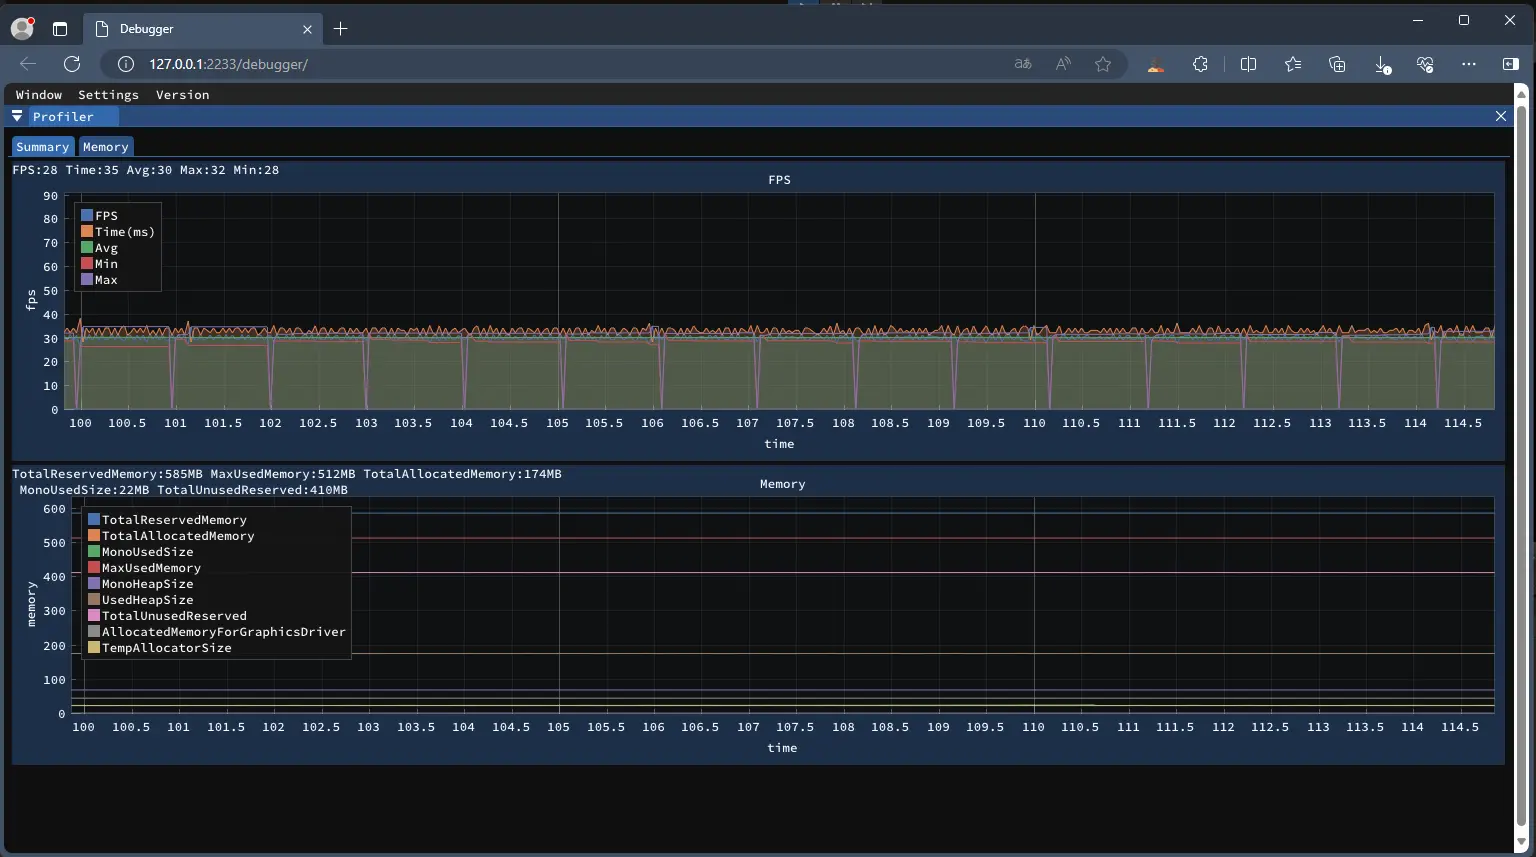 Debugger
127.0.0.1:2233/debugger/
Window Settings Version
Profiler
Summary Memory
FPS:28 Time:35 Avg:30 Max:32 Min:28
FPS
90
80
70
60
50
40
30
20
10
0
fps
FPS
Time(ms)
Avg
Min
Max
100 100.5 101 101.5 102 102.5 103 103.5 104 104.5 105 105.5 106 106.5 107 107.5 108 108.5 109 109.5 110 110.5 111 111.5 112 112.5 113 113.5 114 114.5
time
TotalReservedMemory:585MB MaxUsedMemory:512MB TotalAllocatedMemory:174MB
MonoUsedSize:22MB TotalUnusedReserved:410MB
Memory
600
500
400
300
200
100
0
memory
TotalReservedMemory
TotalAllocatedMemory
MonoUsedSize
MaxUsedMemory
MonoHeapSize
UsedHeapSize
TotalUnusedReserved
AllocatedMemoryForGraphicsDriver
TempAllocatorSize
100 100.5 101 101.5 102 102.5 103 103.5 104 104.5 105 105.5 106 106.5 107 107.5 108 108.5 109 109.5 110 110.5 111 111.5 112 112.5 113 113.5 114 114.5
time